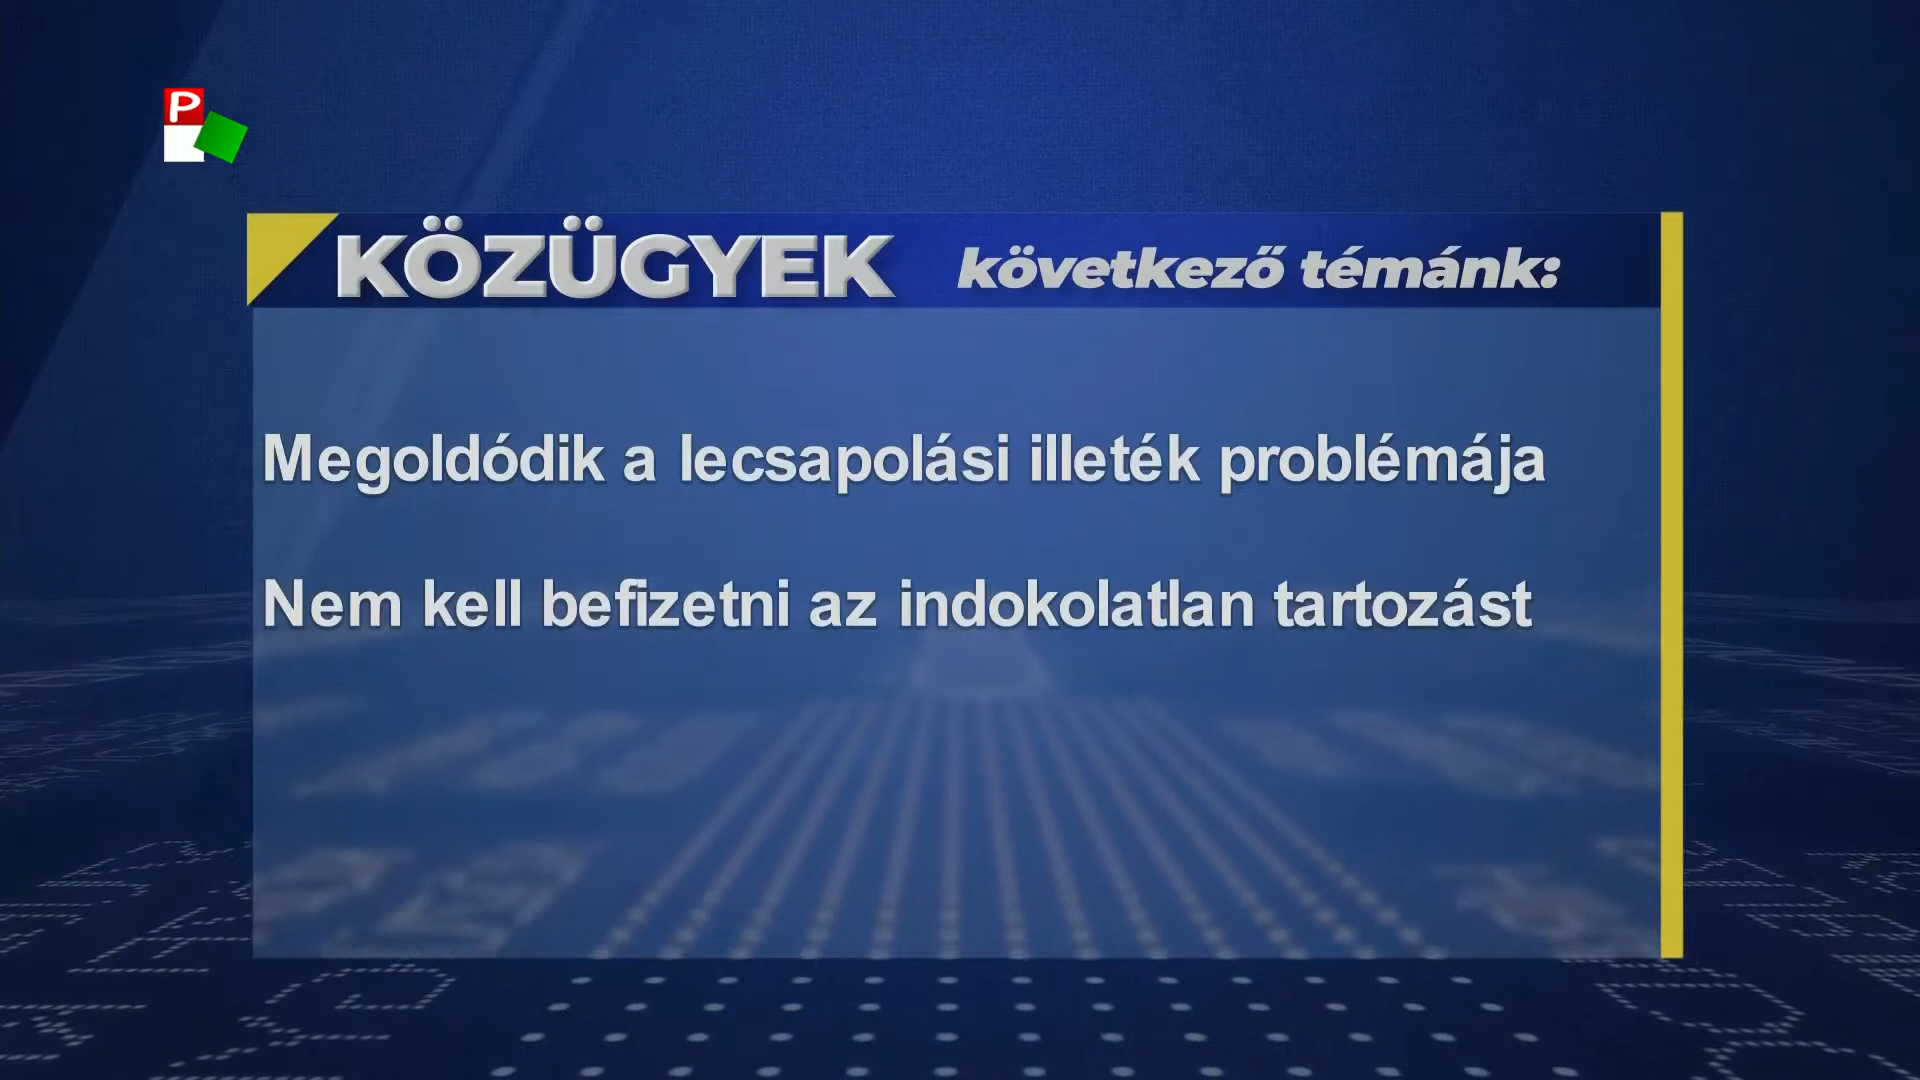 P
KÖZÜGYEK következő témánk:
Megoldódik a lecsapolási illeték problémája
Nem kell befizetni az indokolatlan tartozást